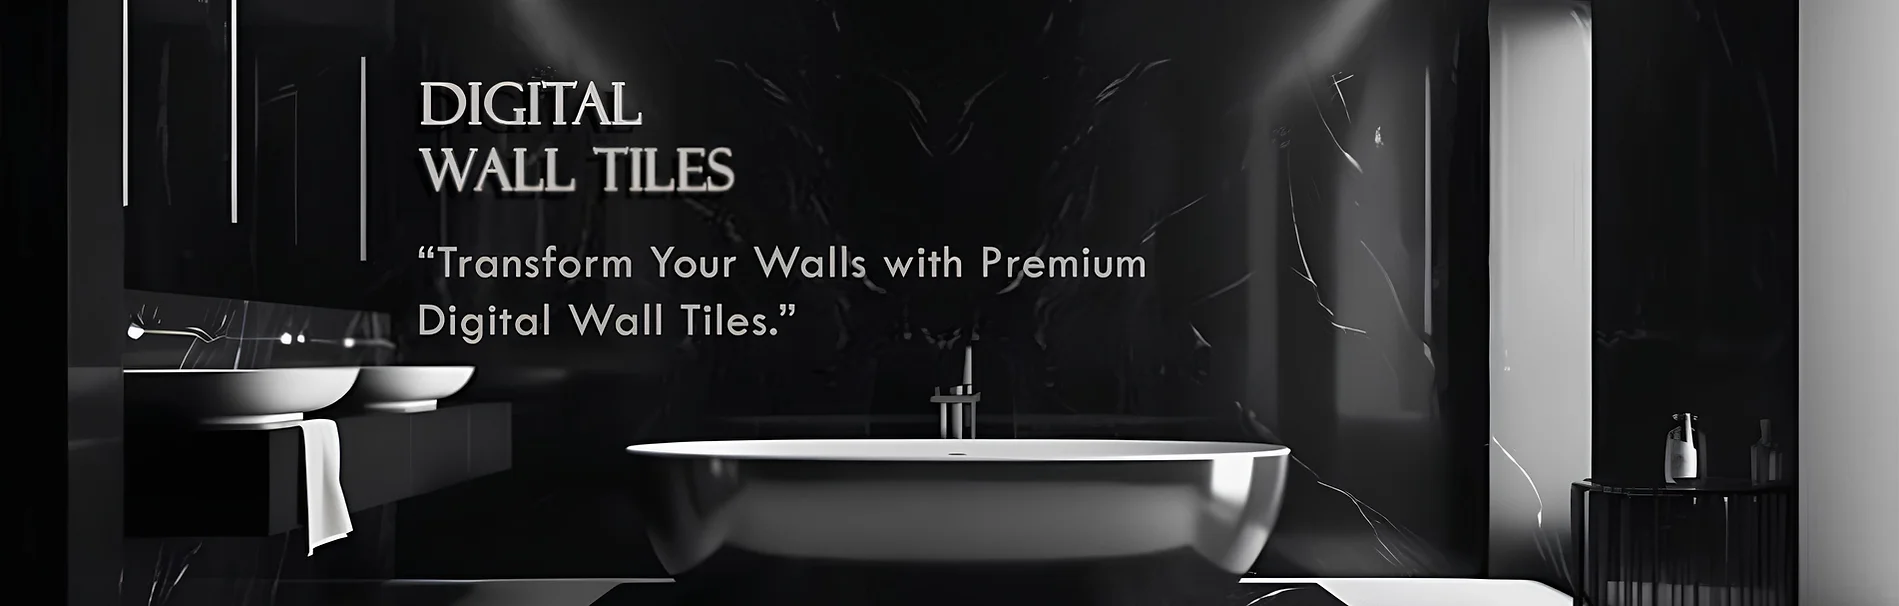 DIGITAL
WALL TILES
“Transform Your Walls with Premium
Digital Wall Tiles.”